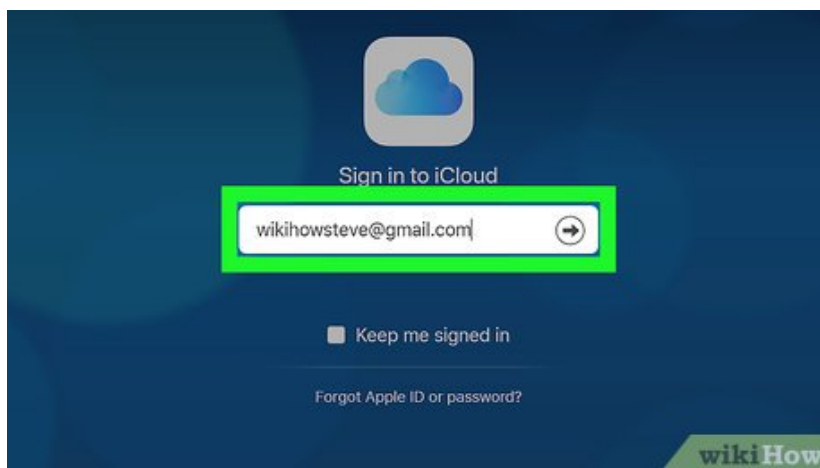 Sign in to iCloud
wikihowsteve@gmail.com
Keep me signed in
Forgot Apple ID or password?
wikiHow